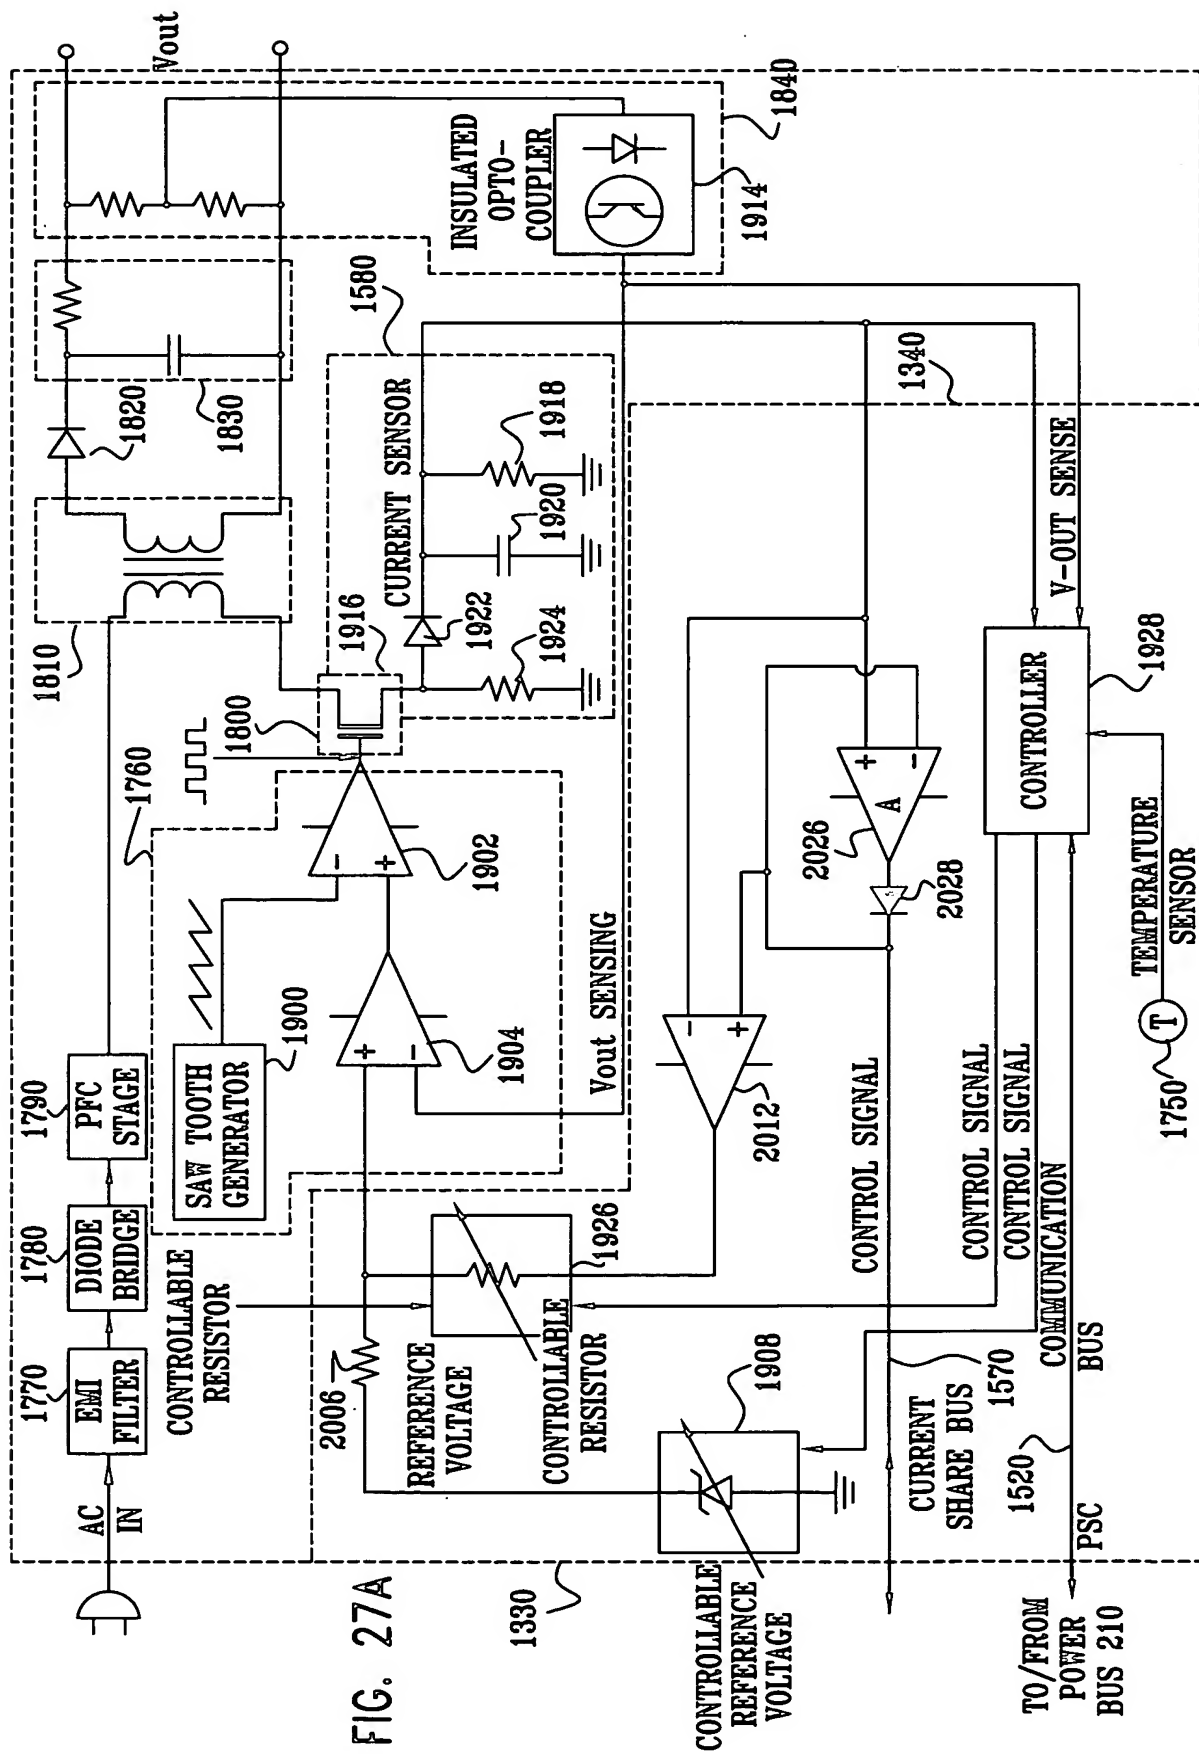 FIG. 27A
AC
IN
1770
EMI
FILTER
1780
DIODE
BRIDGE
1790
PFC
STAGE
1760
1810
1820
1830
Vout
CONTROLLABLE
RESISTOR
SAW TOOTH
GENERATOR
1900
1800
1916
1580
CURRENT SENSOR
1922
1924
1920
1918
INSULATED
OPTO-
COUPLER
1914
1840
-
+
1902
+
-
1904
Vout SENSING
2006
REFERENCE
VOLTAGE
CONTROLLABLE
RESISTOR
1926
-
+
2012
1340
+
-
A
2026
2028
1330
CONTROLLABLE
REFERENCE
VOLTAGE
1908
CONTROL SIGNAL
CURRENT
SHARE BUS
1570
CONTROL SIGNAL
CONTROL SIGNAL
COMMUNICATION
BUS
1520
PSC
TO/FROM
POWER
BUS 210
CONTROLLER
1928
V-OUT SENSE
TEMPERATURE
SENSOR
T
1750